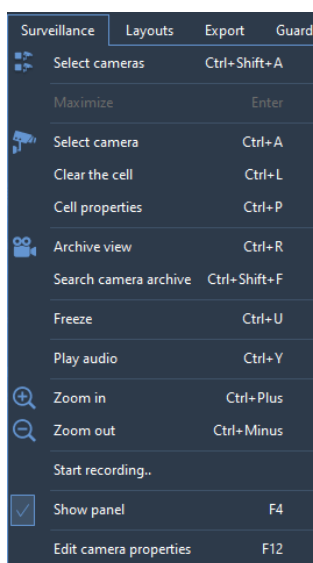 Surveillance Layouts Export Guard
Select cameras Ctrl+Shift+A
Maximize Enter
Select camera Ctrl+A
Clear the cell Ctrl+L
Cell properties Ctrl+P
Archive view Ctrl+R
Search camera archive Ctrl+Shift+F
Freeze Ctrl+U
Play audio Ctrl+Y
Zoom in Ctrl+Plus
Zoom out Ctrl+Minus
Start recording..
Show panel F4
Edit camera properties F12